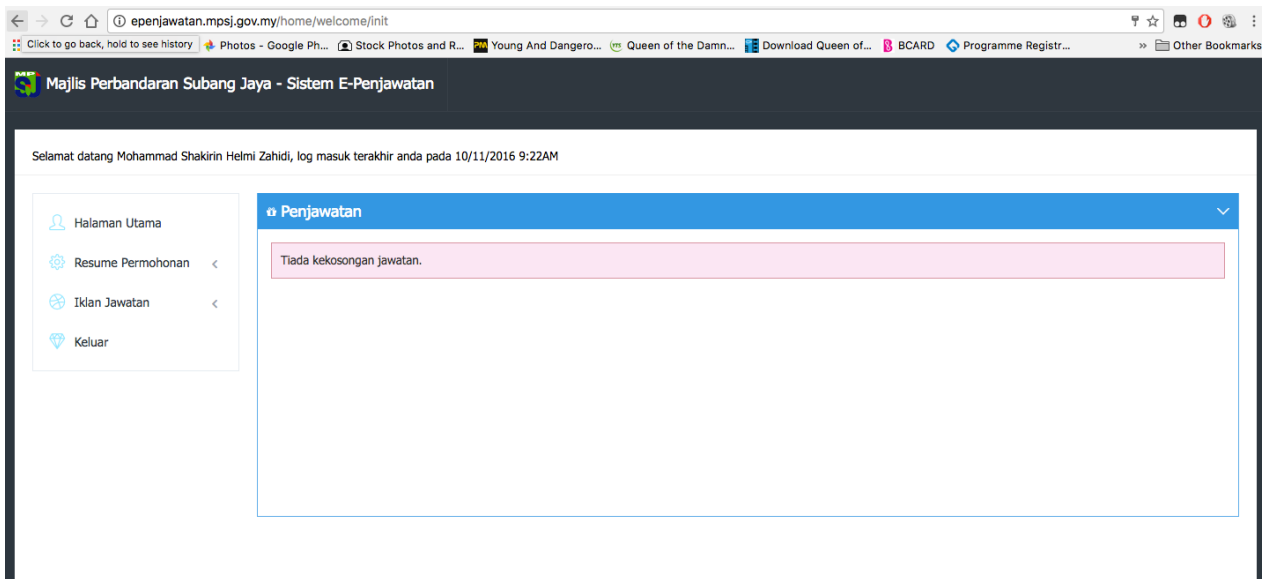 epenjawatan.mpsj.gov.my/home/welcome/init
Click to go back, hold to see history Photos - Google Ph... Stock Photos and R... PM Young And Dangero... m Queen of the Damn... Download Queen of... B BCARD Programme Registr... » Other Bookmarks
MP SJ Majlis Perbandaran Subang Jaya - Sistem E-Penjawatan
Selamat datang Mohammad Shakirin Helmi Zahidi, log masuk terakhir anda pada 10/11/2016 9:22AM
Halaman Utama
Resume Permohonan
Iklan Jawatan
Keluar
Penjawatan
Tiada kekosongan jawatan.